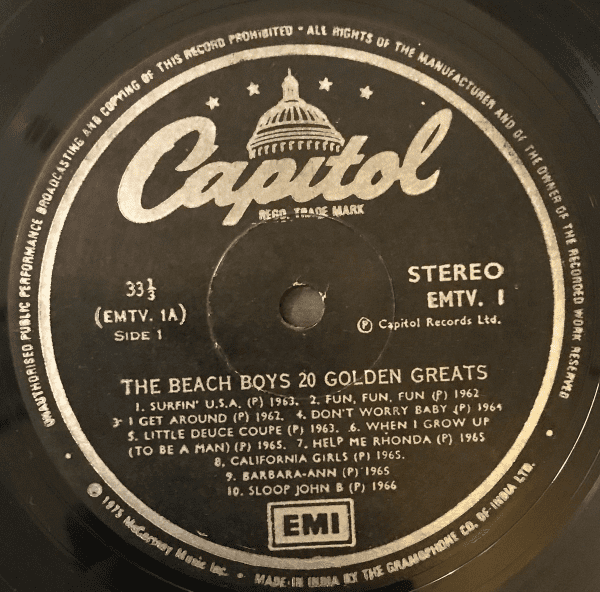 UNAUTHORISED PUBLIC PERFORMANCE BROADCASTING AND COPYING OF THIS RECORD PROHIBITED • ALL RIGHTS OF THE MANUFACTURER AND OF THE OWNER OF THE RECORDED WORK RESERVED
Capitol
REGD. TRADE MARK
33 1/3
(EMTV. 1A)
SIDE 1
STEREO
EMTV. 1
℗ Capitol Records Ltd.
THE BEACH BOYS 20 GOLDEN GREATS
1. SURFIN' U.S.A. (P) 1963. 2. FUN, FUN, FUN (P) 1962
3. I GET AROUND (P) 1962. 4. DON'T WORRY BABY (P) 1964
5. LITTLE DEUCE COUPE (P) 1963. 6. WHEN I GROW UP
(TO BE A MAN) (P) 1965. 7. HELP ME RHONDA (P) 1965
8. CALIFORNIA GIRLS (P) 1965.
9. BARBARA-ANN (P) 1965
10. SLOOP JOHN B (P) 1966
EMI
℗ 1975 McCartney Music Inc. • MADE IN INDIA BY THE GRAMOPHONE CO. OF INDIA LTD.